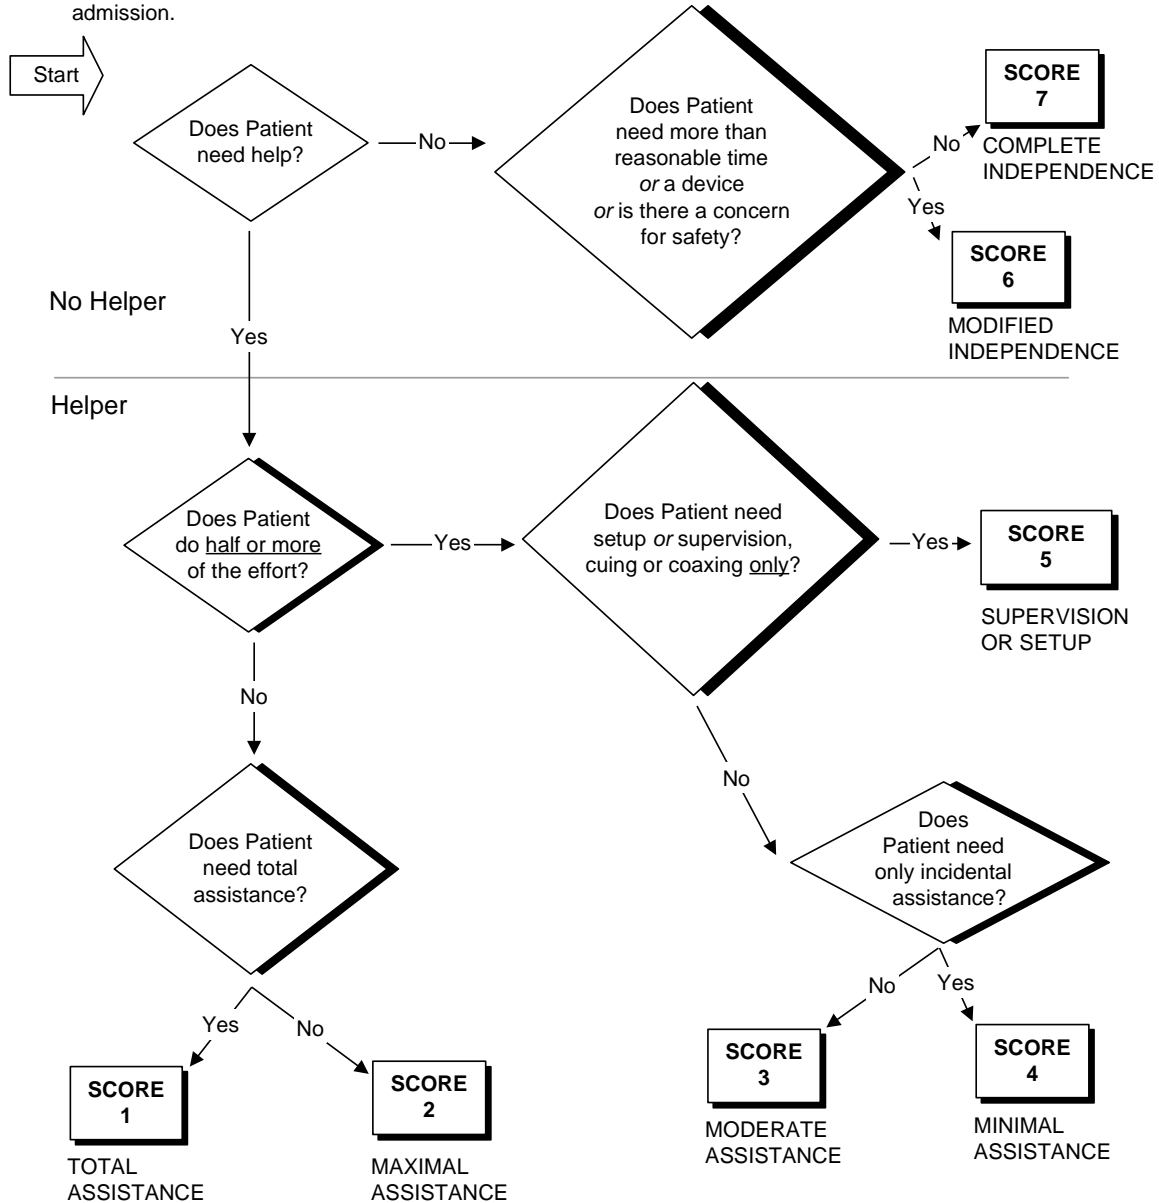 admission.
Start
Does Patient
need help?
No
Does Patient
need more than
reasonable time
or a device
or is there a concern
for safety?
No
SCORE
7
COMPLETE
INDEPENDENCE
Yes
SCORE
6
MODIFIED
INDEPENDENCE
No Helper
Yes
Helper
Does Patient
do half or more
of the effort?
Yes
Does Patient need
setup or supervision,
cuing or coaxing only?
Yes
SCORE
5
SUPERVISION
OR SETUP
No
No
Does Patient
need total
assistance?
Does
Patient need
only incidental
assistance?
Yes
No
No
Yes
SCORE
1
TOTAL
ASSISTANCE
SCORE
2
MAXIMAL
ASSISTANCE
SCORE
3
MODERATE
ASSISTANCE
SCORE
4
MINIMAL
ASSISTANCE